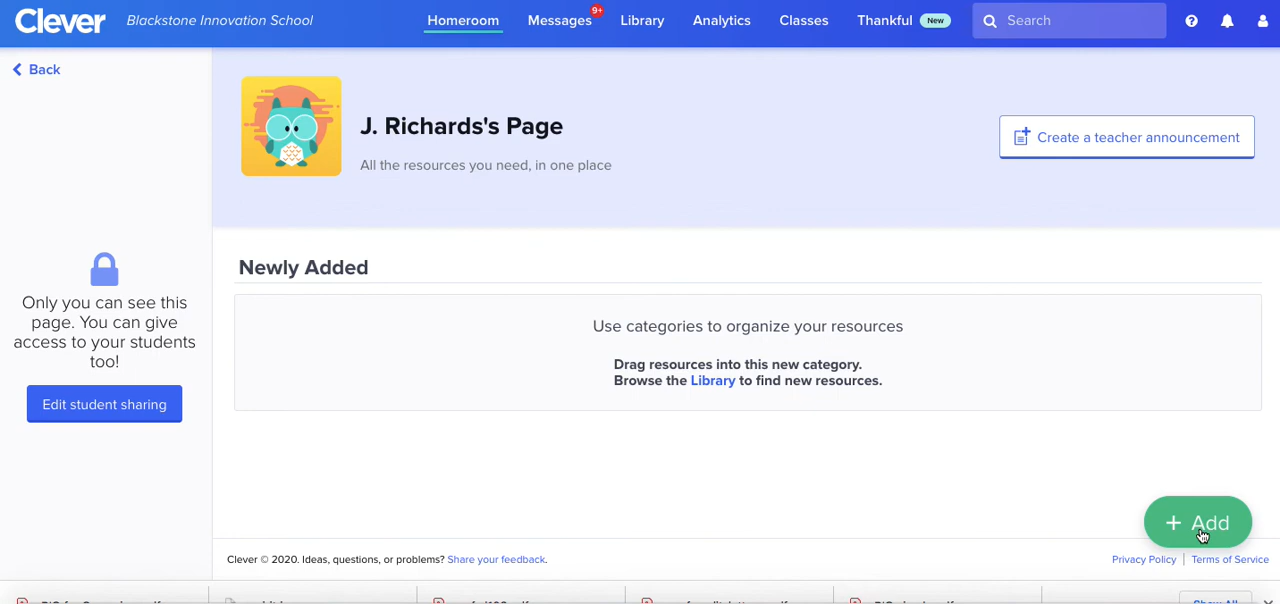 Clever Blackstone Innovation School Homeroom Messages 9+ Library Analytics Classes Thankful New Search
Back
J. Richards's Page
All the resources you need, in one place
Create a teacher announcement
Only you can see this
page. You can give
access to your students
too!
Edit student sharing
Newly Added
Use categories to organize your resources
Drag resources into this new category.
Browse the Library to find new resources.
+ Add
Clever © 2020. Ideas, questions, or problems? Share your feedback.
Privacy Policy | Terms of Service
Show All